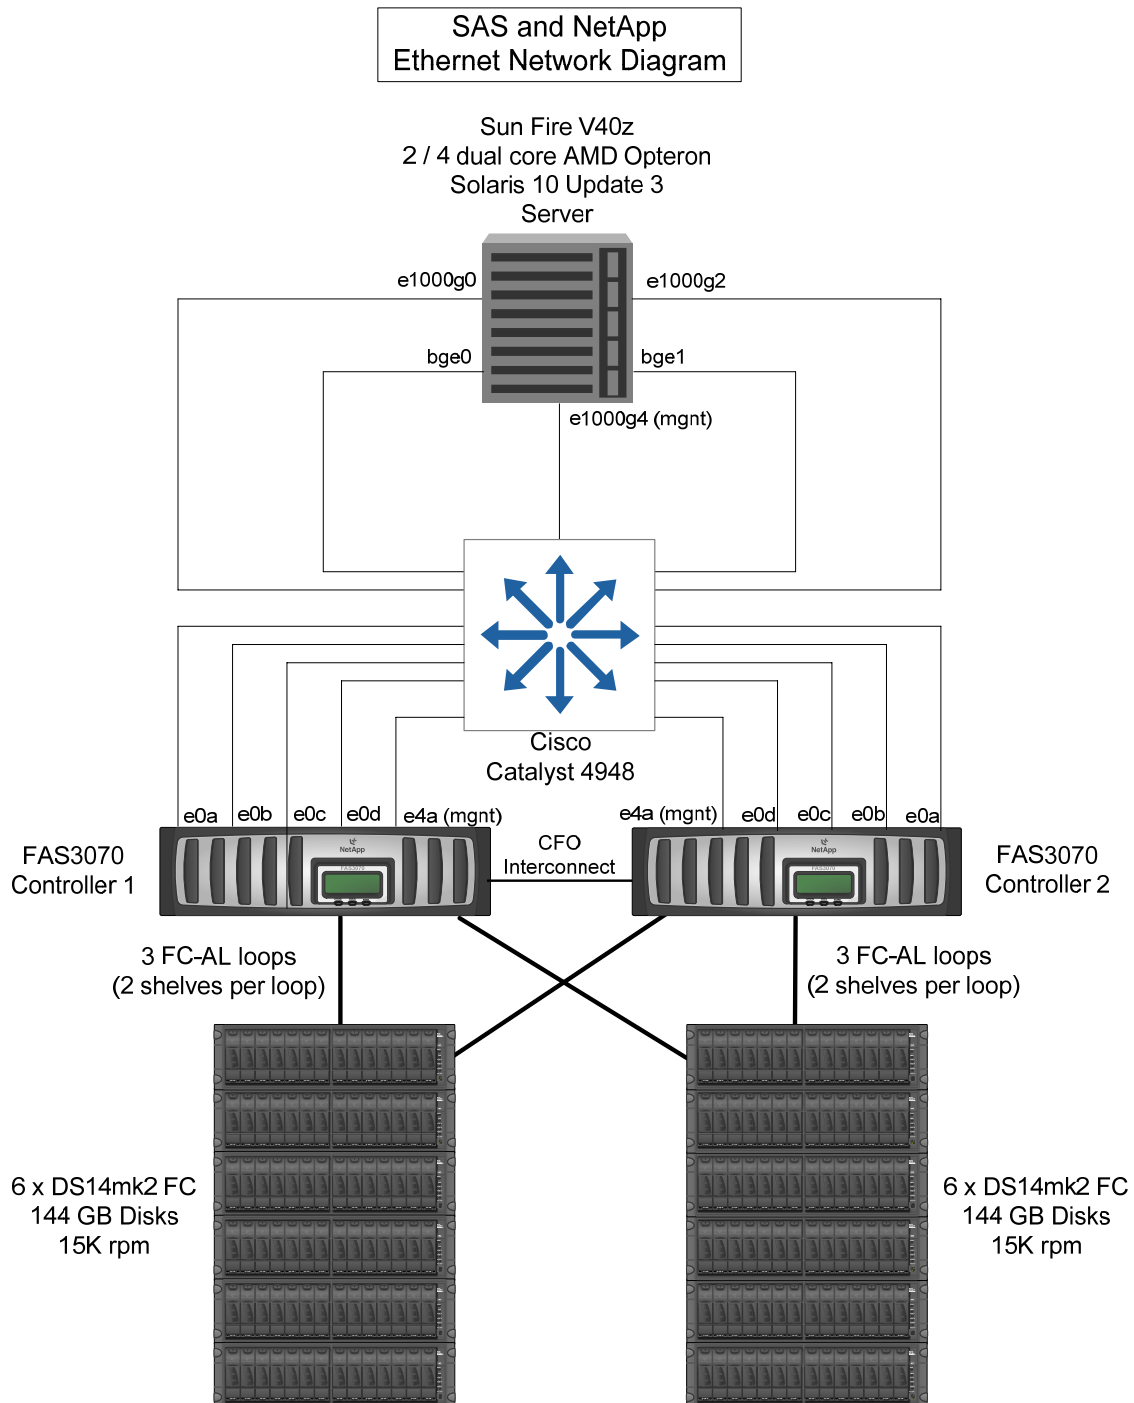 SAS and NetApp
Ethernet Network Diagram
Sun Fire V40z
2 / 4 dual core AMD Opteron
Solaris 10 Update 3
Server
e1000g0
e1000g2
bge0
bge1
e1000g4 (mgnt)
Cisco
Catalyst 4948
e0a
e0b
e0c
e0d
e4a (mgnt)
e4a (mgnt)
e0d
e0c
e0b
e0a
FAS3070
Controller 1
NetApp
FAS3070
CFO
Interconnect
NetApp
FAS3070
FAS3070
Controller 2
3 FC-AL loops
(2 shelves per loop)
3 FC-AL loops
(2 shelves per loop)
6 x DS14mk2 FC
144 GB Disks
15K rpm
6 x DS14mk2 FC
144 GB Disks
15K rpm